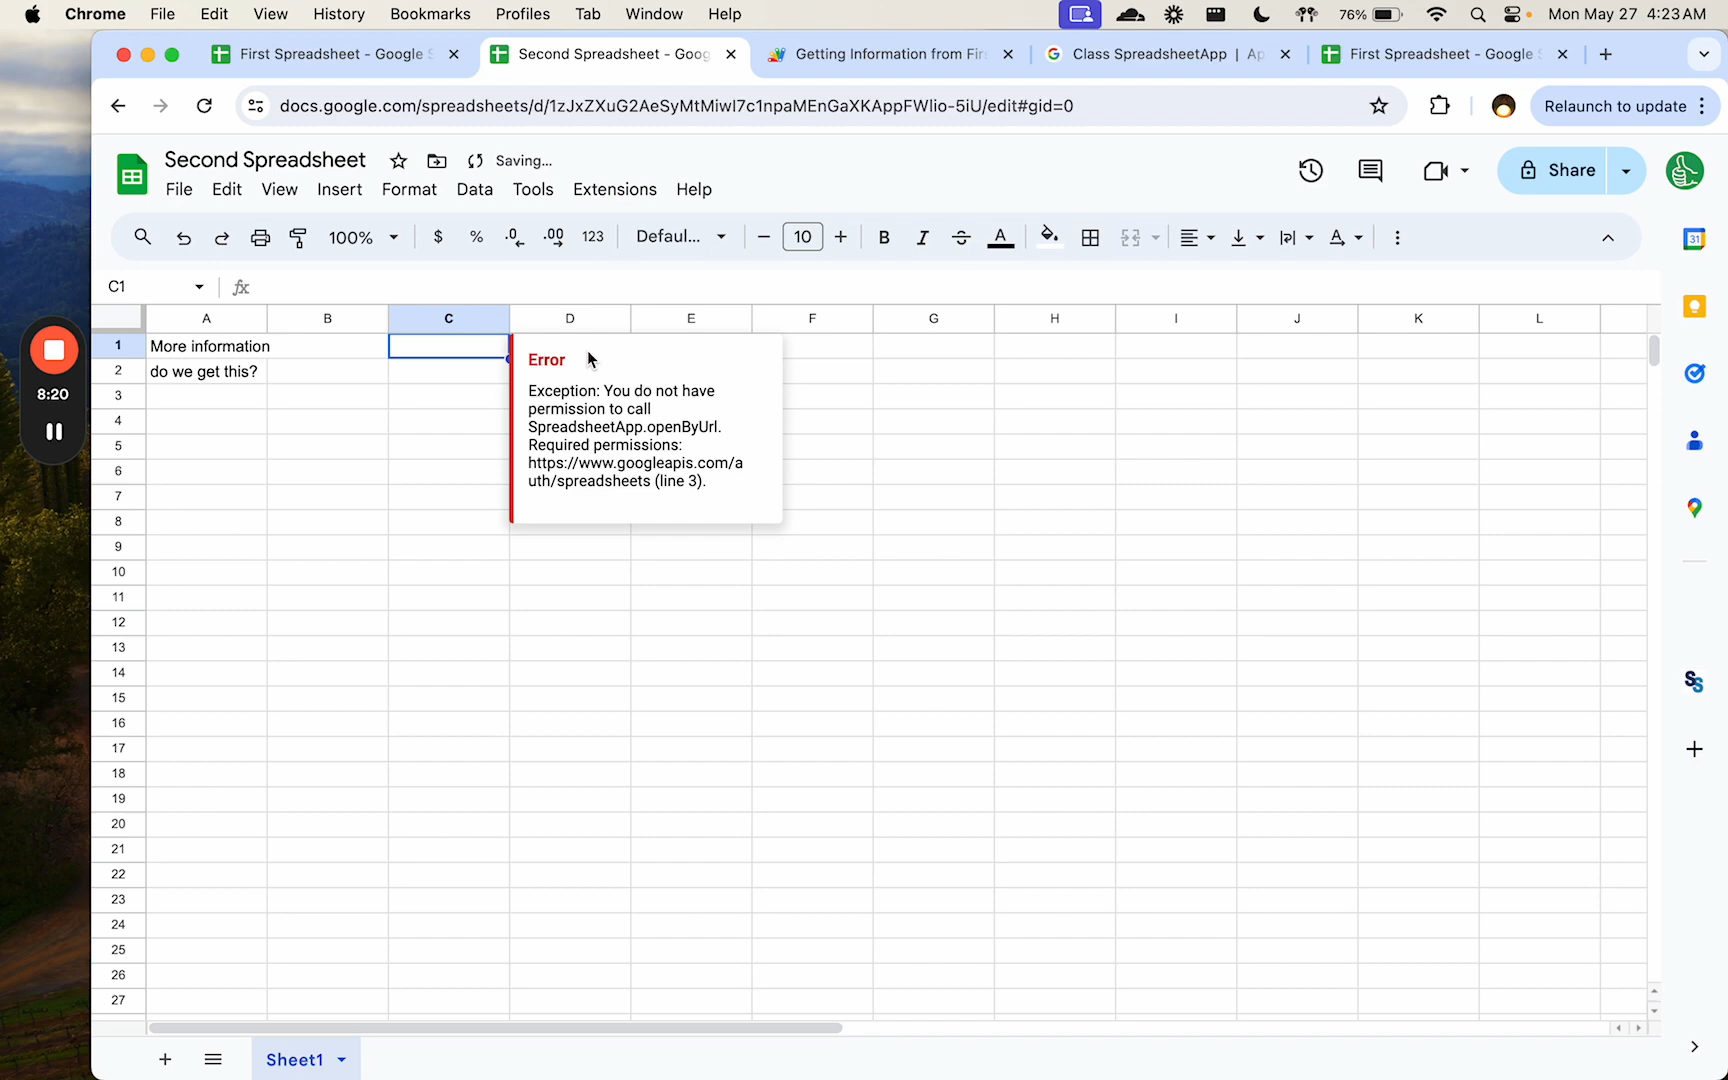 Chrome File Edit View History Bookmarks Profiles Tab Window Help 76% Mon May 27 4:23 AM
First Spreadsheet - Google S Second Spreadsheet - Goog Getting Information from Fir Class SpreadsheetApp | Ap First Spreadsheet - Google S
docs.google.com/spreadsheets/d/1zJxZXuG2AeSyMtMiwI7c1npaMEnGaXKAppFWlio-5iU/edit#gid=0 Relaunch to update
Second Spreadsheet Saving...
File Edit View Insert Format Data Tools Extensions Help
Share
100% $ % .0 .00 123 Defaul... 10 B I S A
C1 fx
A B C D E F G H I J K L
1 More information
2 do we get this?
Error
Exception: You do not have
permission to call
SpreadsheetApp.openByUrl.
Required permissions:
https://www.googleapis.com/a
uth/spreadsheets (line 3).
3
4
5
6
7
8
9
10
11
12
13
14
15
16
17
18
19
20
21
22
23
24
25
26
27
8:20
31
SS
Sheet1